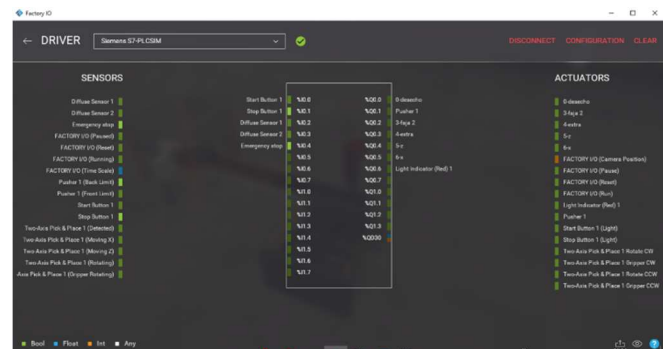 Factory IO
DRIVER
Siemens S7-PLCSIM
DISCONNECT CONFIGURATION CLEAR
SENSORS
Diffuse Sensor 1
Diffuse Sensor 2
Emergency stop
FACTORY I/O (Paused)
FACTORY I/O (Reset)
FACTORY I/O (Running)
FACTORY I/O (Time Scale)
Pusher 1 (Back Limit)
Pusher 1 (Front Limit)
Start Button 1
Stop Button 1
Two-Axis Pick & Place 1 (Detected)
Two-Axis Pick & Place 1 (Moving X)
Two-Axis Pick & Place 1 (Moving Z)
Two-Axis Pick & Place 1 (Rotating)
Axis Pick & Place 1 (Gripper Rotating)
Start Button 1 %I0.0 %Q0.0
Stop Button 1 %I0.1 %Q0.1 Pusher 1
Diffuse Sensor 1 %I0.2 %Q0.2 3-faja 2
Diffuse Sensor 2 %I0.3 %Q0.3 4-extra
Emergency stop %I0.4 %Q0.4
%I0.5 %Q0.5
%I0.6 %Q0.6 Light Indicator (Red) 1
%I0.7 %Q0.7
%I1.0 %Q1.0
%I1.1 %Q1.1
%I1.2 %Q1.2
%I1.3 %Q1.3
%I1.4 %QD30
%I1.5
%I1.6
%I1.7
ACTUATORS
3-faja 2
4-extra
FACTORY I/O (Camera Position)
FACTORY I/O (Pause)
FACTORY I/O (Reset)
FACTORY I/O (Run)
Light Indicator (Red) 1
Pusher 1
Start Button 1 (Light)
Stop Button 1 (Light)
Two-Axis Pick & Place 1 Rotate CW
Two-Axis Pick & Place 1 Gripper CW
Two-Axis Pick & Place 1 Rotate CCW
Two-Axis Pick & Place 1 Gripper CCW
Bool Float Int Any